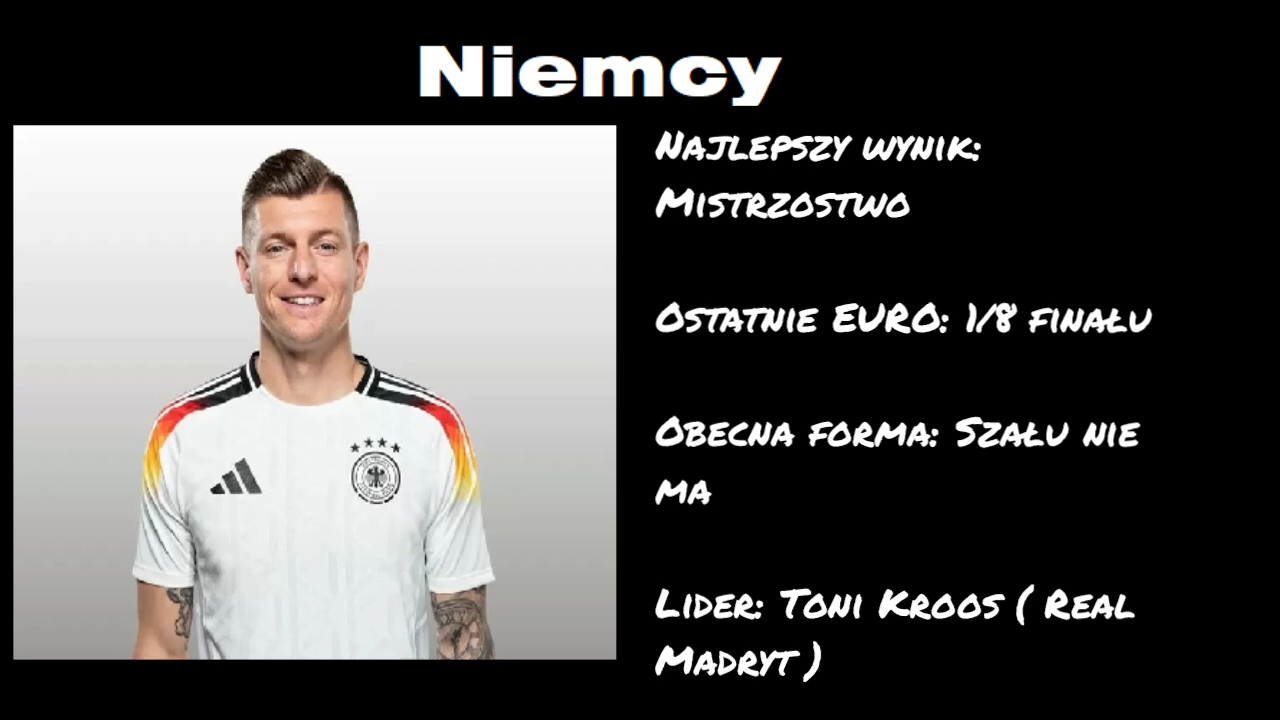 Niemcy
Najlepszy wynik:
Mistrzostwo
Ostatnie EURO: 1/8 finału
Obecna forma: Szału nie
ma
Lider: Toni Kroos ( Real
Madryt )